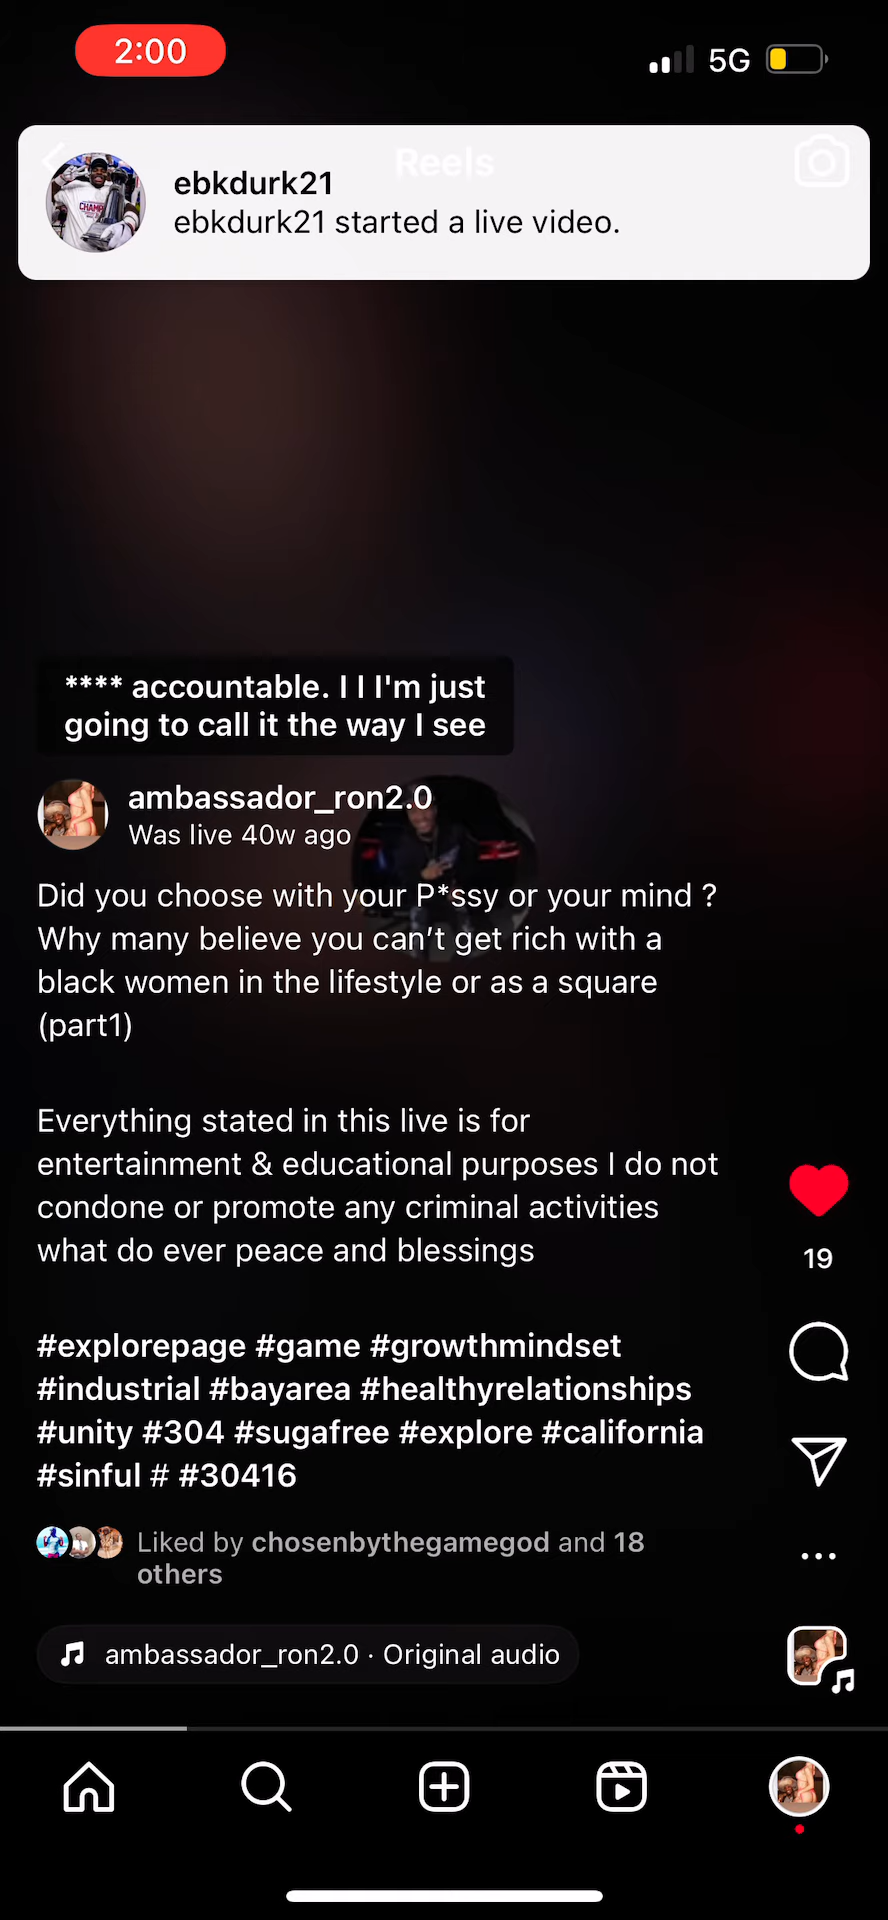 2:00
5G
Reels
ebkdurk21
ebkdurk21 started a live video.
CHAMP
**** accountable. I I I'm just
going to call it the way I see
ambassador_ron2.0
Was live 40w ago
Did you choose with your P*ssy or your mind ?
Why many believe you can’t get rich with a
black women in the lifestyle or as a square
(part1)
Everything stated in this live is for
entertainment & educational purposes I do not
condone or promote any criminal activities
what do ever peace and blessings
19
#explorepage #game #growthmindset
#industrial #bayarea #healthyrelationships
#unity #304 #sugafree #explore #california
#sinful # #30416
Liked by chosenbythegamegod and 18
others
ambassador_ron2.0 · Original audio